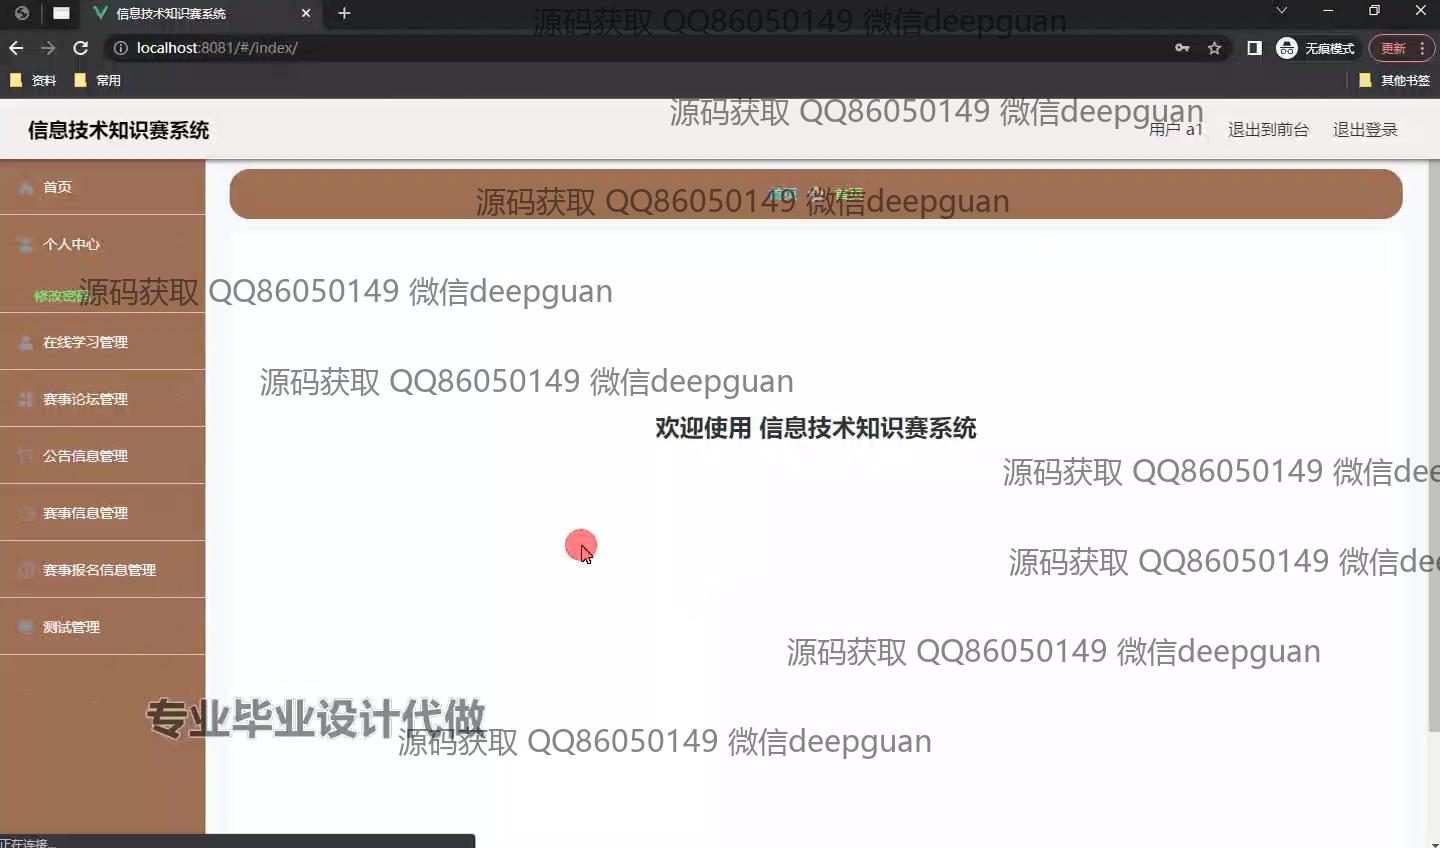 信息技术知识赛系统
源码获取 QQ86050149 微信deepguan
localhost:8081/#/index/
无痕模式
更新
资料
常用
其他书签
源码获取 QQ86050149 微信deepguan
信息技术知识赛系统
用户 a1
退出到前台
退出登录
首页
首页
首页
源码获取 QQ86050149 微信deepguan
个人中心
修改密码
源码获取 QQ86050149 微信deepguan
在线学习管理
源码获取 QQ86050149 微信deepguan
赛事论坛管理
欢迎使用 信息技术知识赛系统
公告信息管理
源码获取 QQ86050149 微信dee
赛事信息管理
赛事报名信息管理
源码获取 QQ86050149 微信dee
测试管理
源码获取 QQ86050149 微信deepguan
专业毕业设计代做
源码获取 QQ86050149 微信deepguan
正在连接...